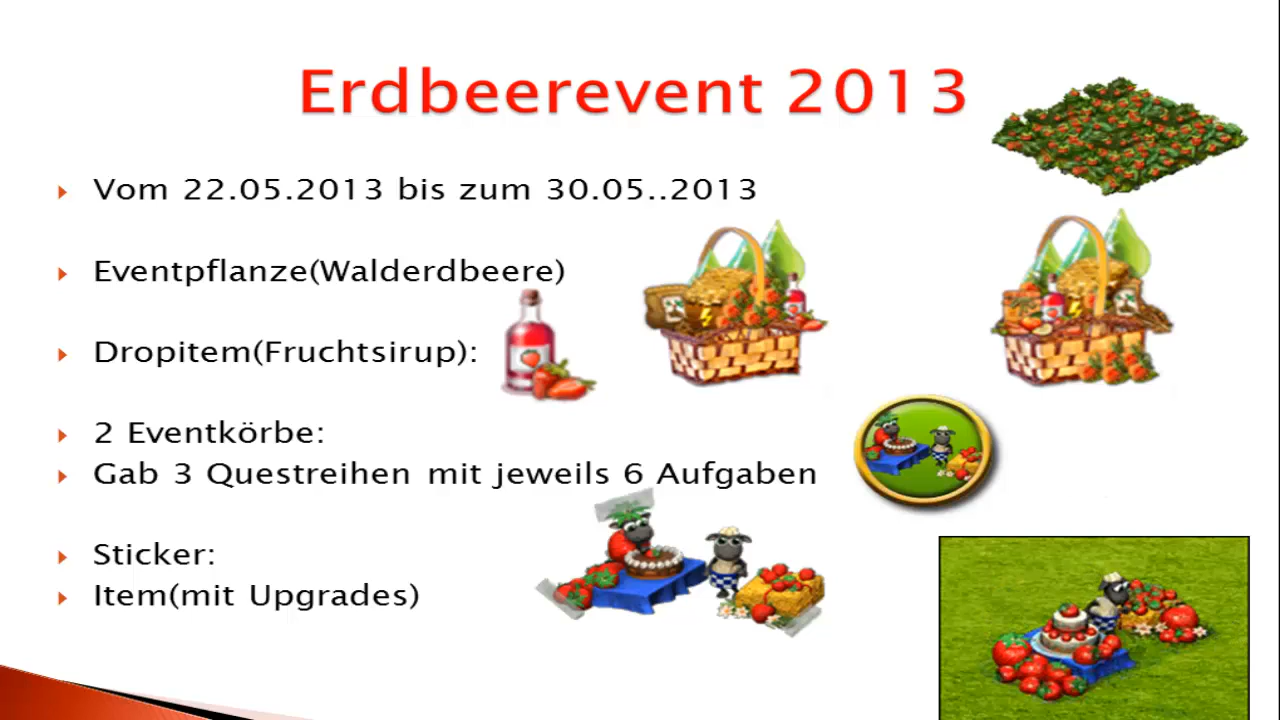 Erdbeerevent 2013
Vom 22.05.2013 bis zum 30.05..2013
Eventpflanze(Walderdbeere)
Dropitem(Fruchtsirup):
2 Eventkörbe:
Gab 3 Questreihen mit jeweils 6 Aufgaben
Sticker:
Item(mit Upgrades)